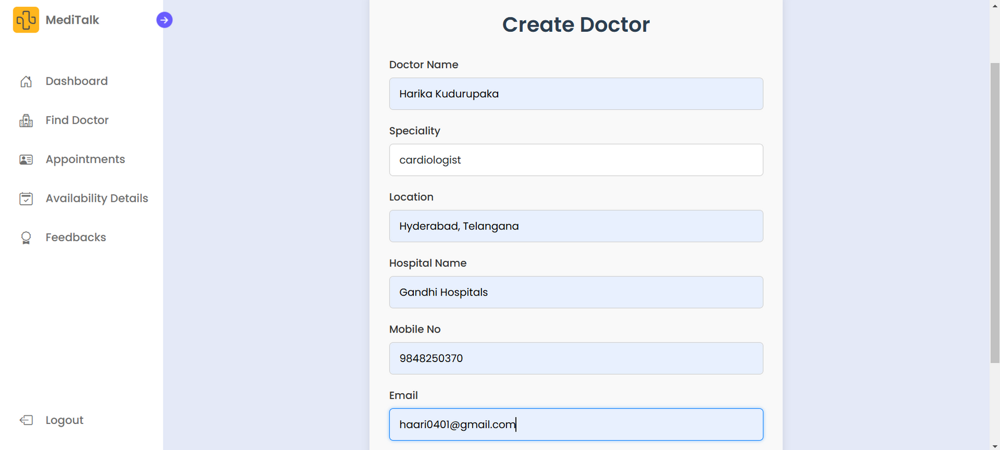 MediTalk
Dashboard
Find Doctor
Appointments
Availability Details
Feedbacks
Logout
Create Doctor
Doctor Name
Harika Kudurupaka
Speciality
cardiologist
Location
Hyderabad, Telangana
Hospital Name
Gandhi Hospitals
Mobile No
9848250370
Email
haari0401@gmail.com